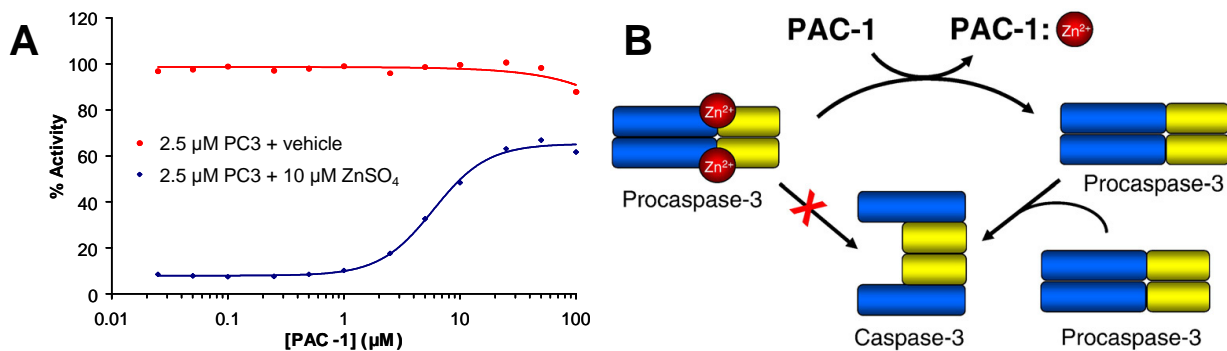 A
120
100
80
60
40
20
0
% Activity
2.5 µM PC3 + vehicle
2.5 µM PC3 + 10 µM ZnSO₄
0.01 0.1 1 10 100
[PAC -1] (µM)
B
PAC-1 PAC-1: Zn²⁺
Zn²⁺
Zn²⁺
Procaspase-3
Procaspase-3
Caspase-3
Procaspase-3